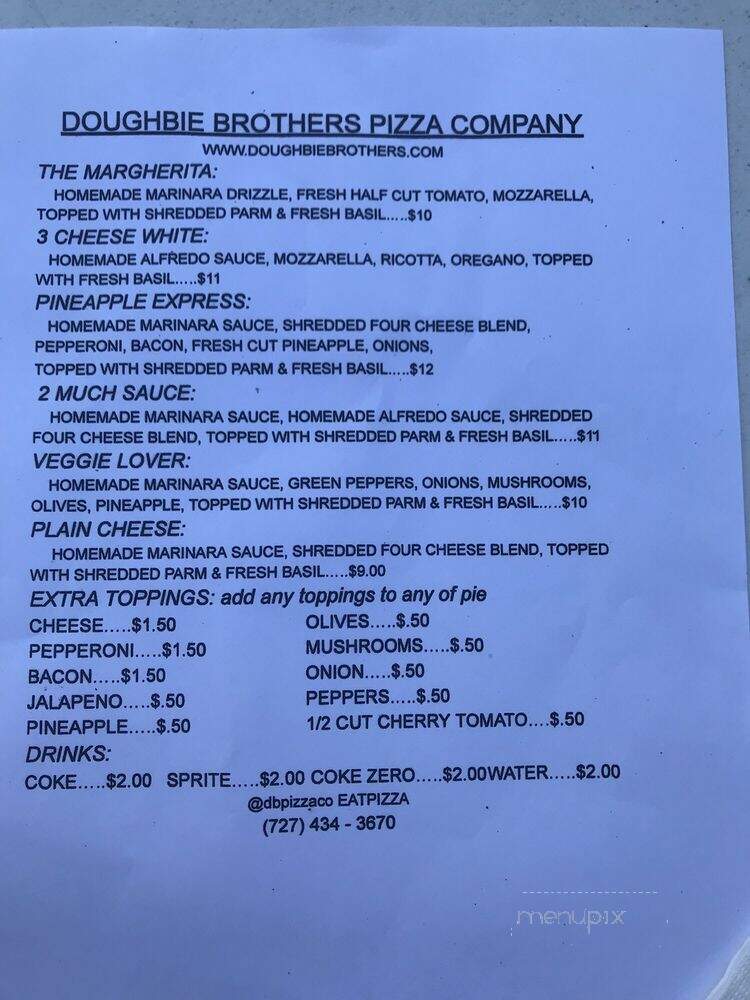 DOUGHBIE BROTHERS PIZZA COMPANY
WWW.DOUGHBIEBROTHERS.COM
THE MARGHERITA:
HOMEMADE MARINARA DRIZZLE, FRESH HALF CUT TOMATO, MOZZARELLA,
TOPPED WITH SHREDDED PARM & FRESH BASIL.....$10
3 CHEESE WHITE:
HOMEMADE ALFREDO SAUCE, MOZZARELLA, RICOTTA, OREGANO, TOPPED
WITH FRESH BASIL.....$11
PINEAPPLE EXPRESS:
HOMEMADE MARINARA SAUCE, SHREDDED FOUR CHEESE BLEND,
PEPPERONI, BACON, FRESH CUT PINEAPPLE, ONIONS,
TOPPED WITH SHREDDED PARM & FRESH BASIL.....$12
2 MUCH SAUCE:
HOMEMADE MARINARA SAUCE, HOMEMADE ALFREDO SAUCE, SHREDDED
FOUR CHEESE BLEND, TOPPED WITH SHREDDED PARM & FRESH BASIL.....$11
VEGGIE LOVER:
HOMEMADE MARINARA SAUCE, GREEN PEPPERS, ONIONS, MUSHROOMS,
OLIVES, PINEAPPLE, TOPPED WITH SHREDDED PARM & FRESH BASIL.....$10
PLAIN CHEESE:
HOMEMADE MARINARA SAUCE, SHREDDED FOUR CHEESE BLEND, TOPPED
WITH SHREDDED PARM & FRESH BASIL.....$9.00
EXTRA TOPPINGS: add any toppings to any of pie
CHEESE.....$1.50
PEPPERONI.....$1.50
BACON.....$1.50
JALAPENO.....$.50
PINEAPPLE.....$.50
OLIVES.....$.50
MUSHROOMS.....$.50
ONION.....$.50
PEPPERS.....$.50
1/2 CUT CHERRY TOMATO....$.50
DRINKS:
COKE.....$2.00 SPRITE.....$2.00 COKE ZERO.....$2.00WATER.....$2.00
@dbpizzaco EATPIZZA
(727) 434 - 3670
menupix